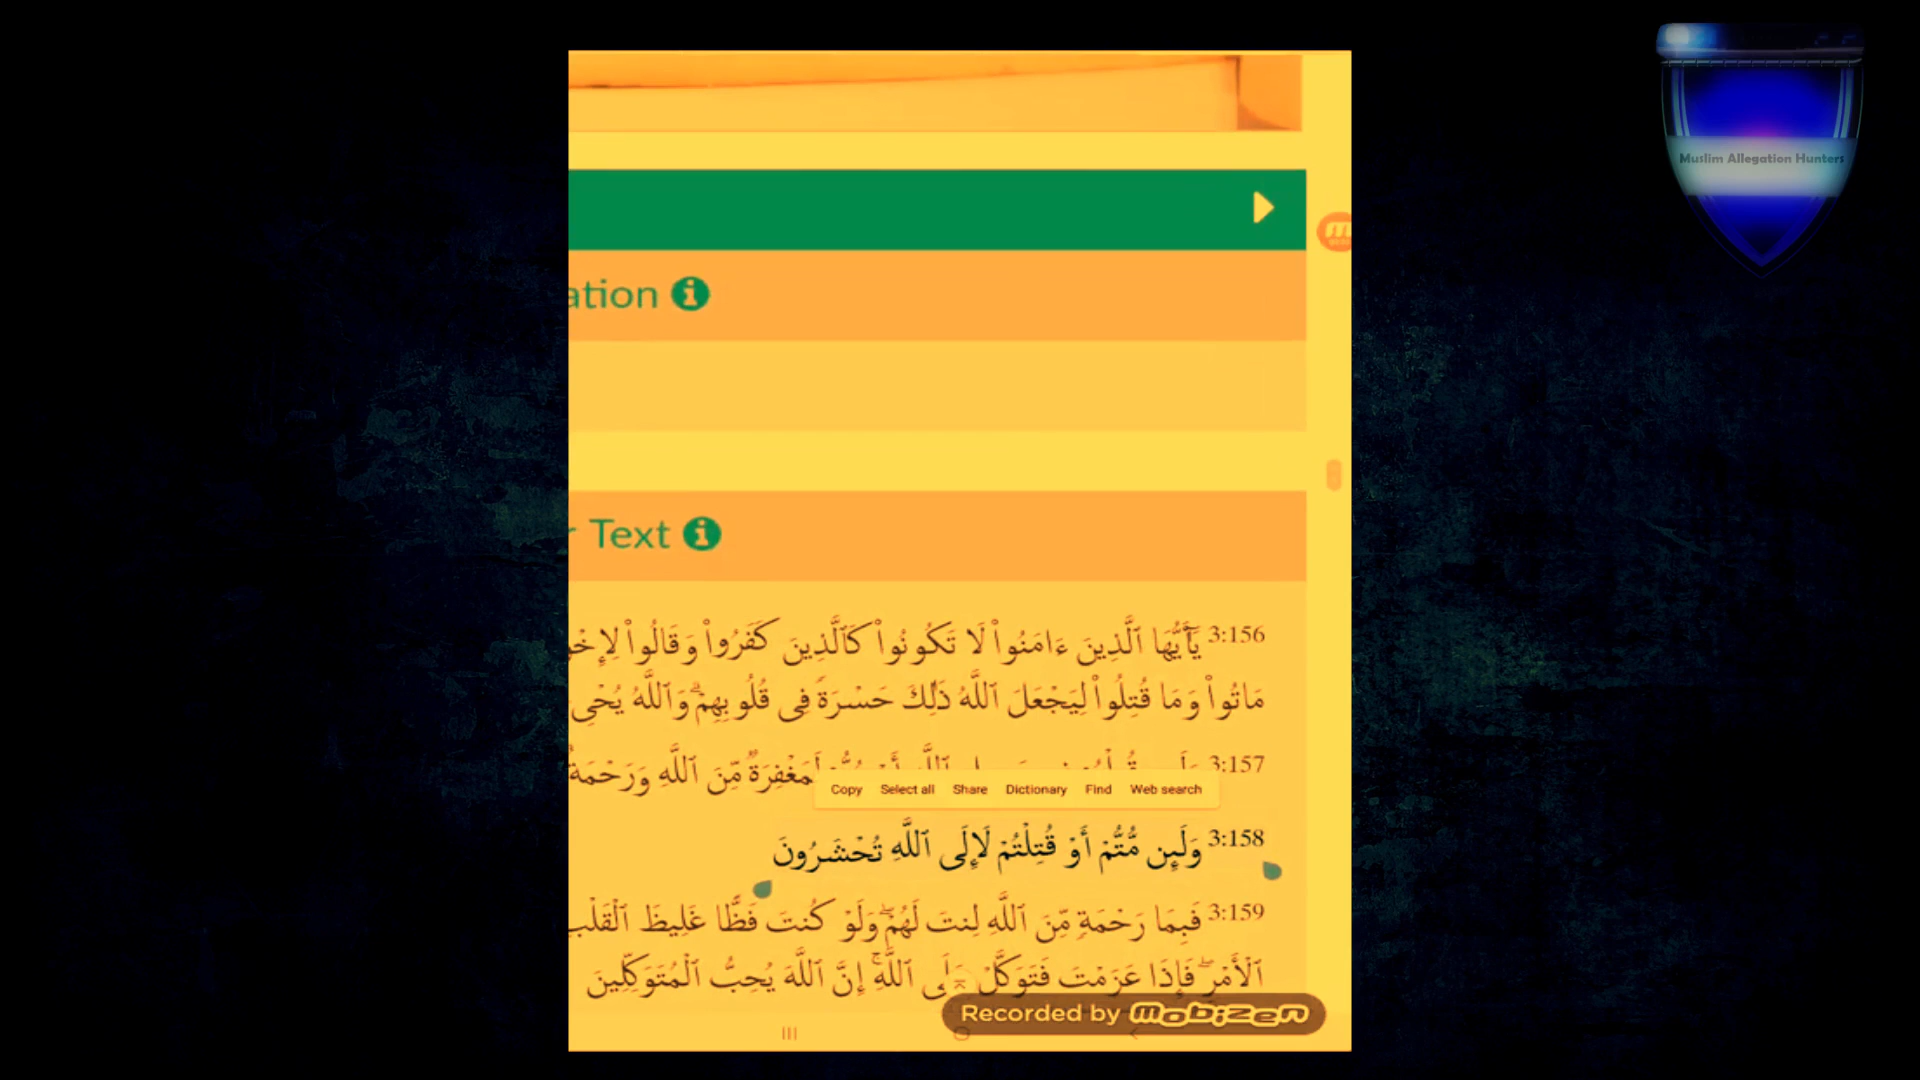 Muslim Allegation Hunters
ation
Text
3:156 يَٰٓأَيُّهَا ٱلَّذِينَ ءَامَنُوا۟ لَا تَكُونُوا۟ كَٱلَّذِينَ كَفَرُوا۟ وَقَالُوا۟
مَاتُوا۟ وَمَا قُتِلُوا۟ لِيَجْعَلَ ٱللَّهُ ذَٰلِكَ حَسْرَةً فِى قُلُوبِهِمْ ۗ وَٱللَّهُ
3:157 لَمَغْفِرَةٌ مِّنَ ٱللَّهِ وَرَحْمَةٌ
Copy Select all Share Dictionary Find Web search
3:158 وَلَئِن مُّتُّمْ أَوْ قُتِلْتُمْ لَإِلَى ٱللَّهِ تُحْشَرُونَ
3:159 فَبِمَا رَحْمَةٍ مِّنَ ٱللَّهِ لِنتَ لَهُمْ ۖ وَلَوْ كُنتَ فَظًّا غَلِيظَ ٱلْقَلْبِ
ٱلْأَمْرِ ۖ فَإِذَا عَزَمْتَ فَتَوَكَّلْ عَلَى ٱللَّهِ ۚ إِنَّ ٱللَّهَ يُحِبُّ ٱلْمُتَوَكِّلِينَ
Recorded by mobizen